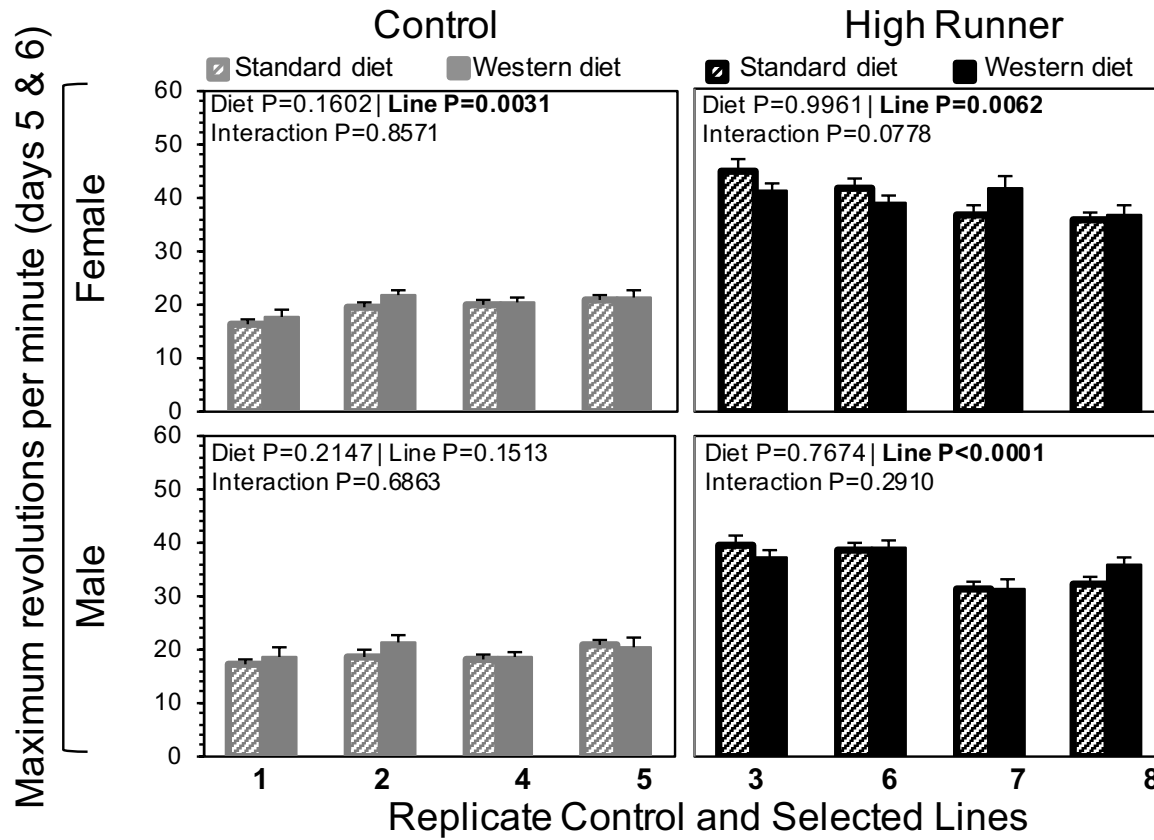 Control
High Runner
Standard diet Western diet
Standard diet Western diet
Maximum revolutions per minute (days 5 & 6)
Female
60
50
40
30
20
10
0
Diet P=0.1602 | Line P=0.0031
Interaction P=0.8571
Diet P=0.9961 | Line P=0.0062
Interaction P=0.0778
Male
60
50
40
30
20
10
0
Diet P=0.2147 | Line P=0.1513
Interaction P=0.6863
Diet P=0.7674 | Line P<0.0001
Interaction P=0.2910
1 2 4 5
3 6 7 8
Replicate Control and Selected Lines